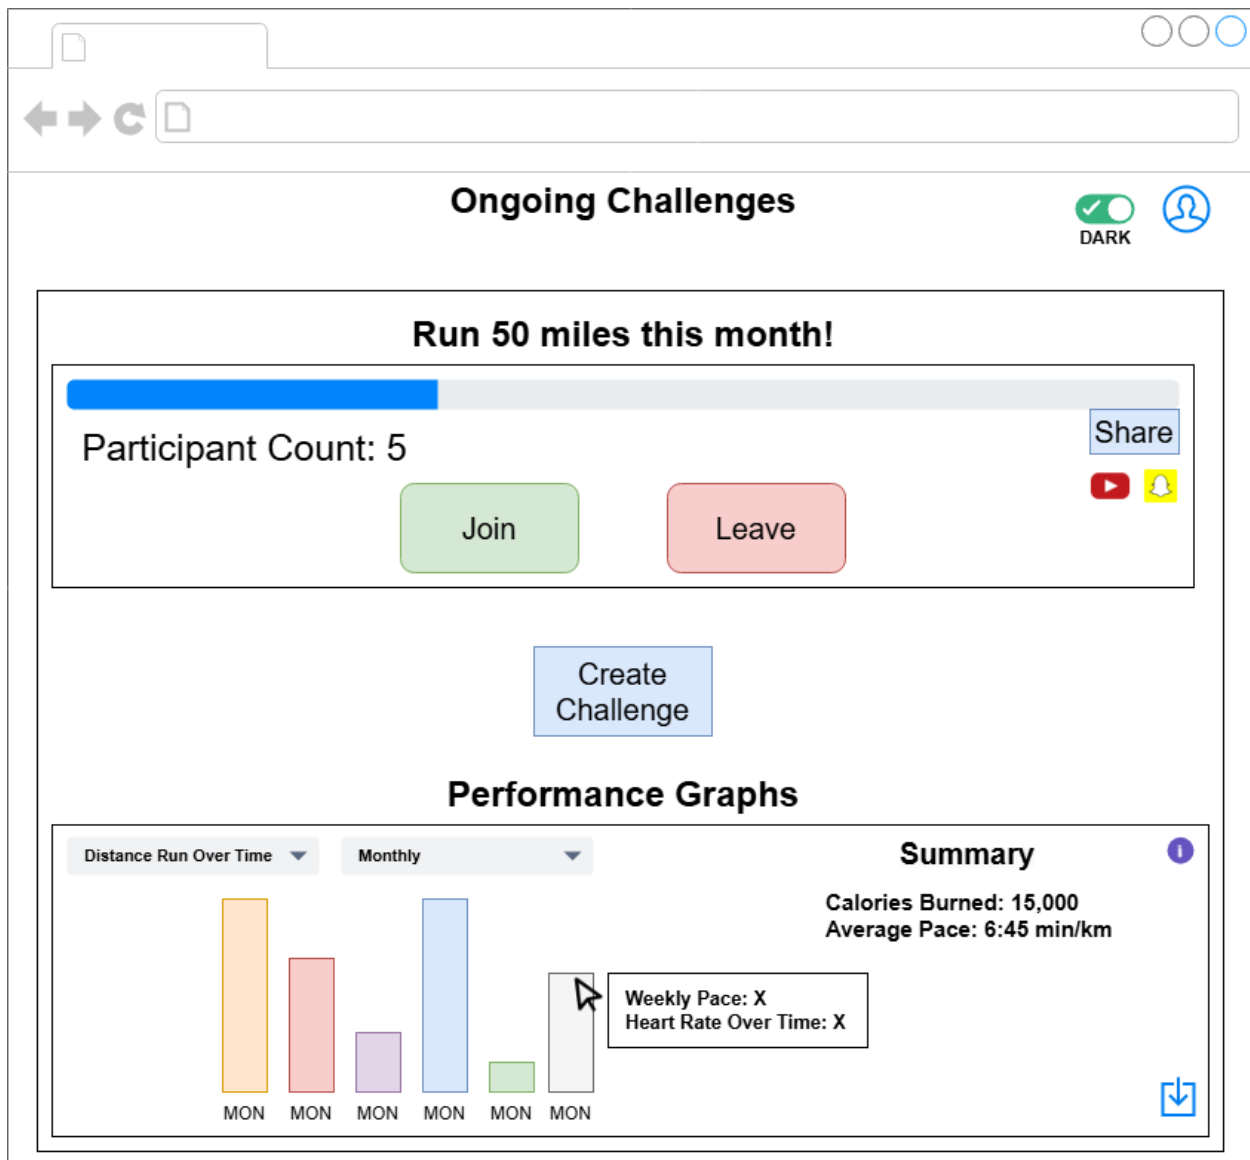 Ongoing Challenges
DARK
Run 50 miles this month!
Participant Count: 5
Share
Join
Leave
Create
Challenge
Performance Graphs
Distance Run Over Time
Monthly
Summary
i
Calories Burned: 15,000
Average Pace: 6:45 min/km
Weekly Pace: X
Heart Rate Over Time: X
MON MON MON MON MON MON